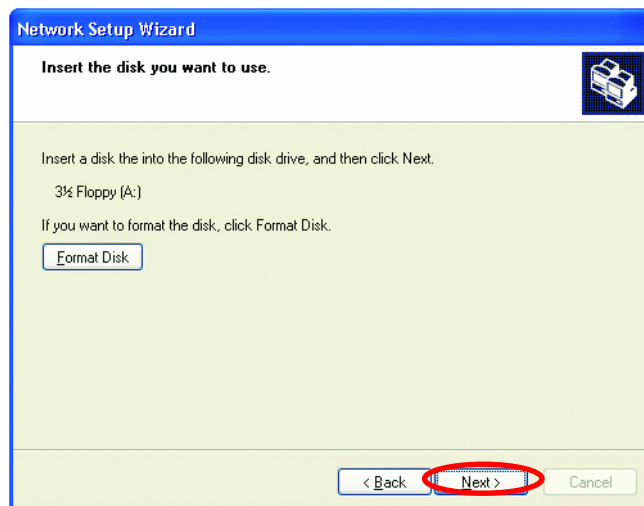 Network Setup Wizard
Insert the disk you want to use.
Insert a disk the into the following disk drive, and then click Next.
3½ Floppy (A:)
If you want to format the disk, click Format Disk.
Format Disk
< Back Next > Cancel